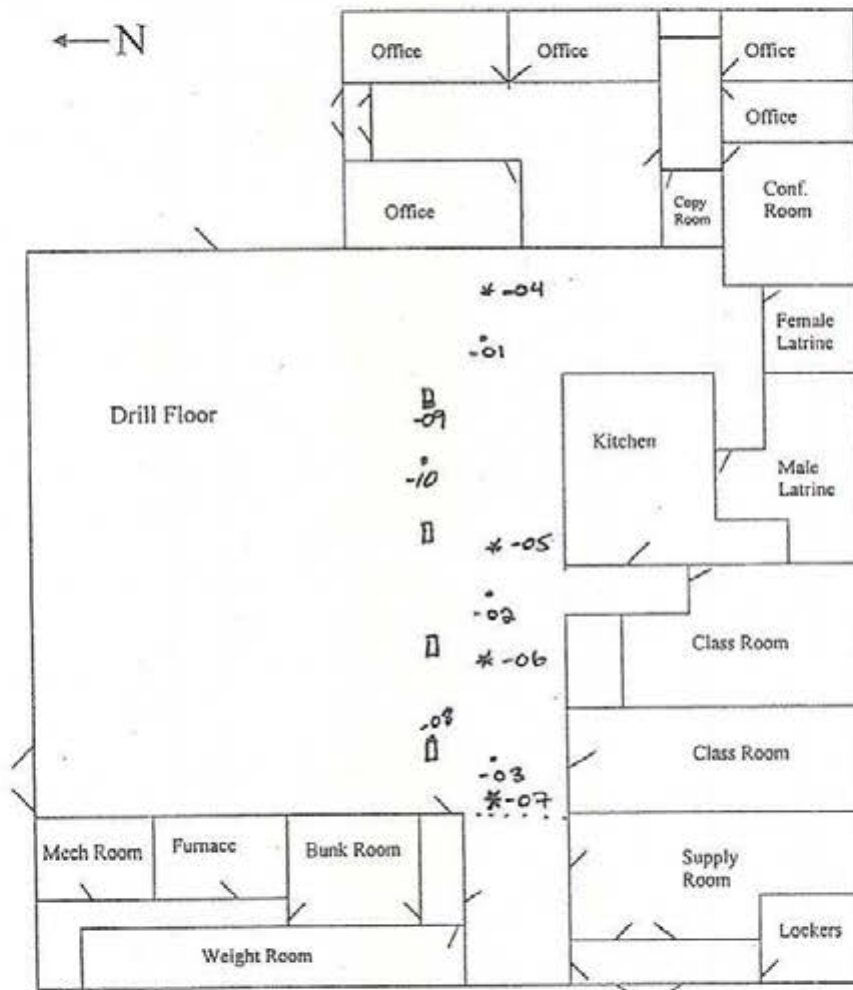 N
Office
Office
Office
Office
Office
Copy
Room
Conf.
Room
* -04
-01
Female
Latrine
Drill Floor
-09
Kitchen
-10
Male
Latrine
* -05
-02
* -06
Class Room
-08
Class Room
-03
* -07
Mech Room
Furnace
Bunk Room
Supply
Room
Lockers
Weight Room